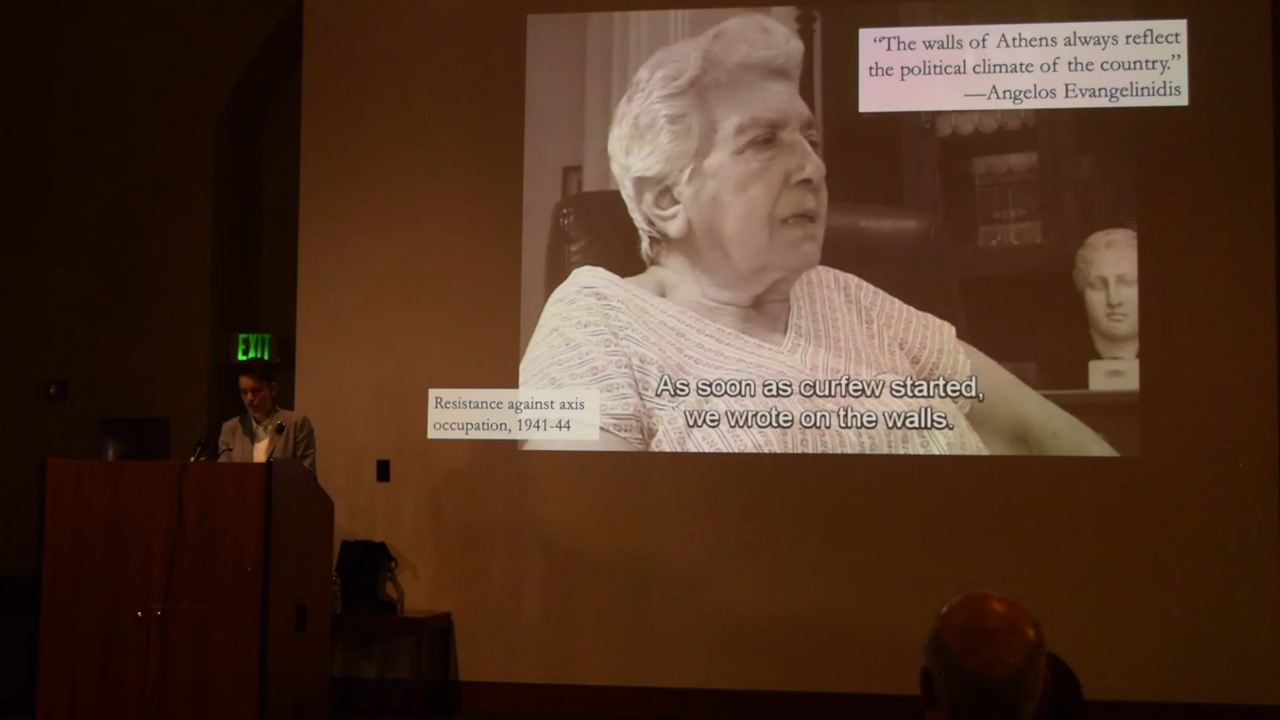 “The walls of Athens always reflect
the political climate of the country.”
—Angelos Evangelinidis
EXIT
Resistance against axis
occupation, 1941-44
As soon as curfew started,
we wrote on the walls.